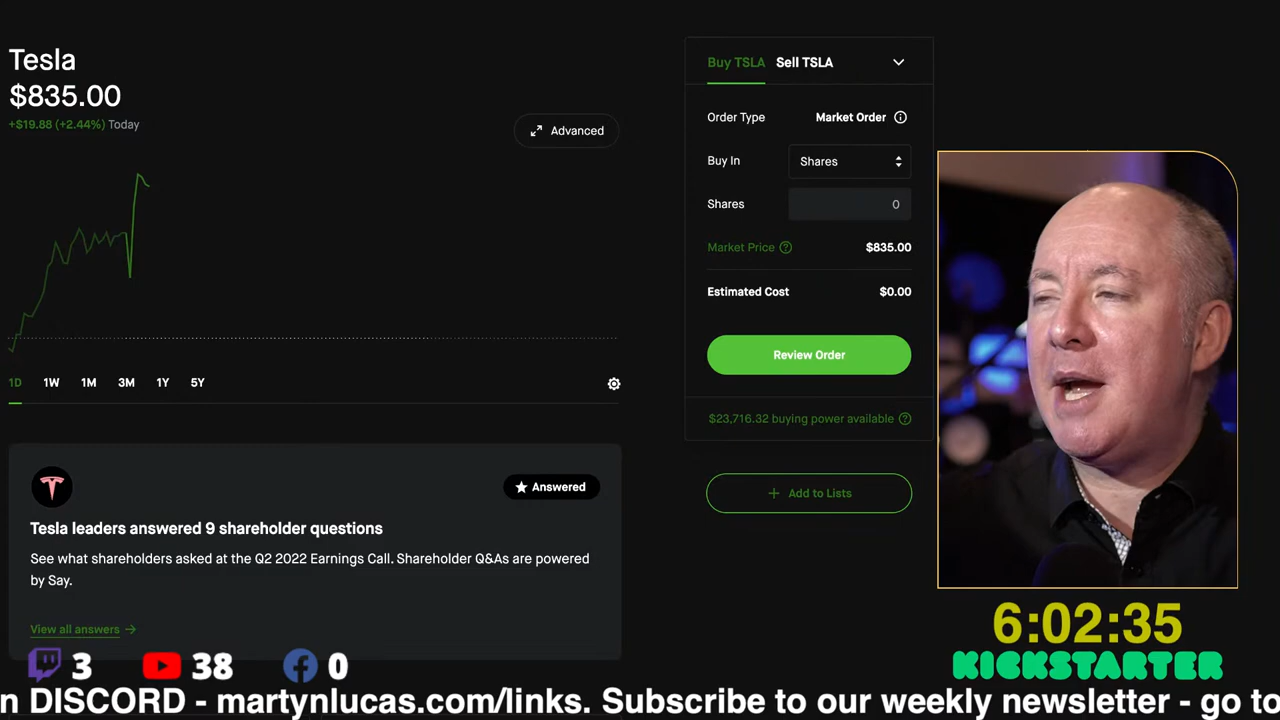 Tesla
$835.00
+$19.88 (+2.44%) Today
Advanced
1D 1W 1M 3M 1Y 5Y
Answered
Tesla leaders answered 9 shareholder questions
See what shareholders asked at the Q2 2022 Earnings Call. Shareholder Q&As are powered
by Say.
View all answers
Buy TSLA Sell TSLA
Order Type Market Order
Buy In Shares
Shares 0
Market Price $835.00
Estimated Cost $0.00
Review Order
$23,716.32 buying power available
+ Add to Lists
6:02:35
KICKSTARTER
3 38 0
n DISCORD - martynlucas.com/links. Subscribe to our weekly newsletter - go to